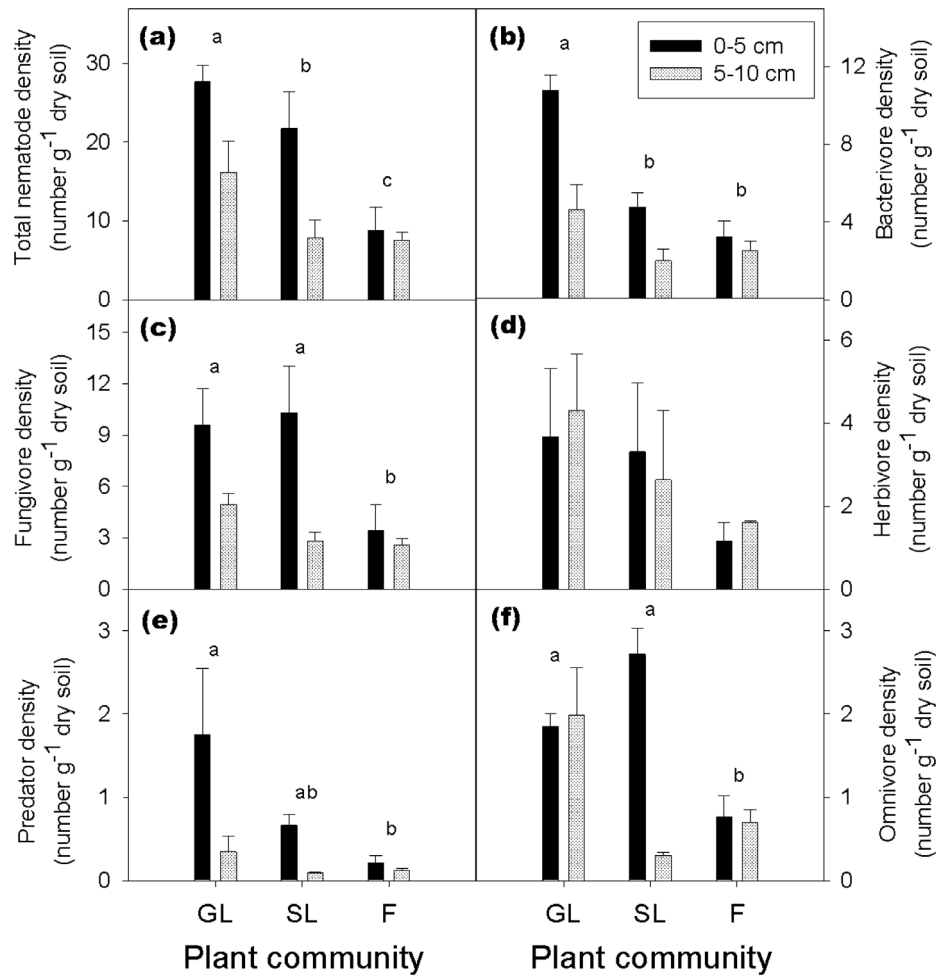 (a)
a
b
c
30
20
10
0
Total nematode density
(number g⁻¹ dry soil)
(b)
a
b
b
0-5 cm
5-10 cm
12
8
4
0
Bacterivore density
(number g⁻¹ dry soil)
(c)
a
a
b
15
12
9
6
3
0
Fungivore density
(number g⁻¹ dry soil)
(d)
6
4
2
0
Herbivore density
(number g⁻¹ dry soil)
(e)
a
ab
b
3
2
1
0
Predator density
(number g⁻¹ dry soil)
GL SL F
Plant community
(f)
a
a
b
3
2
1
0
Omnivore density
(number g⁻¹ dry soil)
GL SL F
Plant community